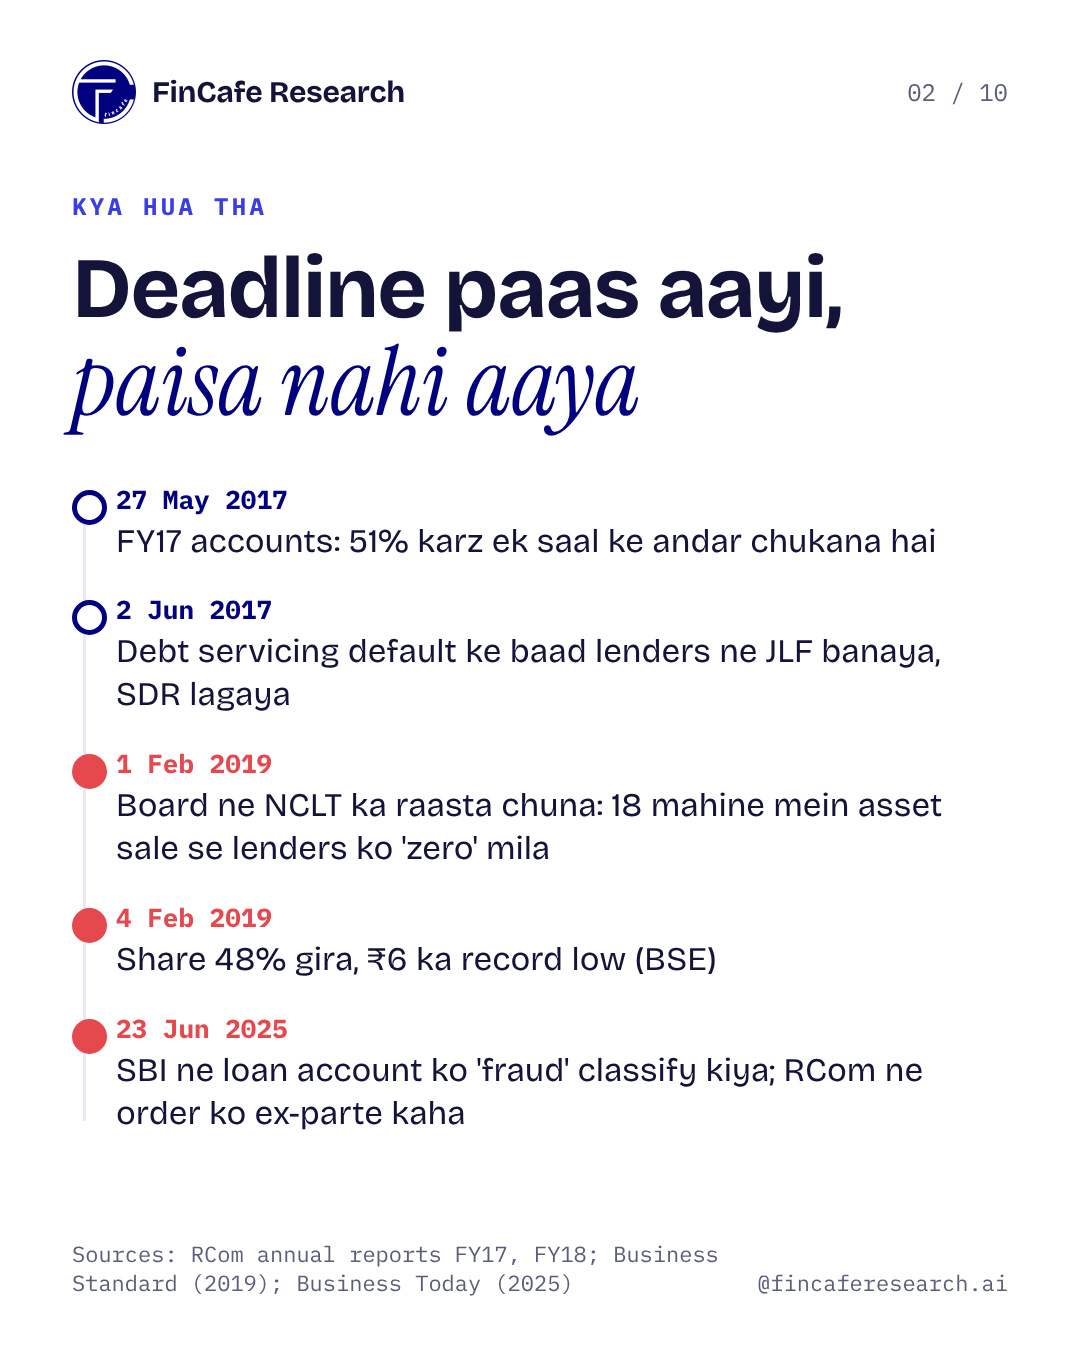 FinCafe Research
02 / 10
KYA HUA THA
Deadline paas aayi,
paisa nahi aaya
27 May 2017
FY17 accounts: 51% karz ek saal ke andar chukana hai
2 Jun 2017
Debt servicing default ke baad lenders ne JLF banaya,
SDR lagaya
1 Feb 2019
Board ne NCLT ka raasta chuna: 18 mahine mein asset
sale se lenders ko 'zero' mila
4 Feb 2019
Share 48% gira, ₹6 ka record low (BSE)
23 Jun 2025
SBI ne loan account ko 'fraud' classify kiya; RCom ne
order ko ex-parte kaha
Sources: RCom annual reports FY17, FY18; Business
Standard (2019); Business Today (2025)
@fincaferesearch.ai